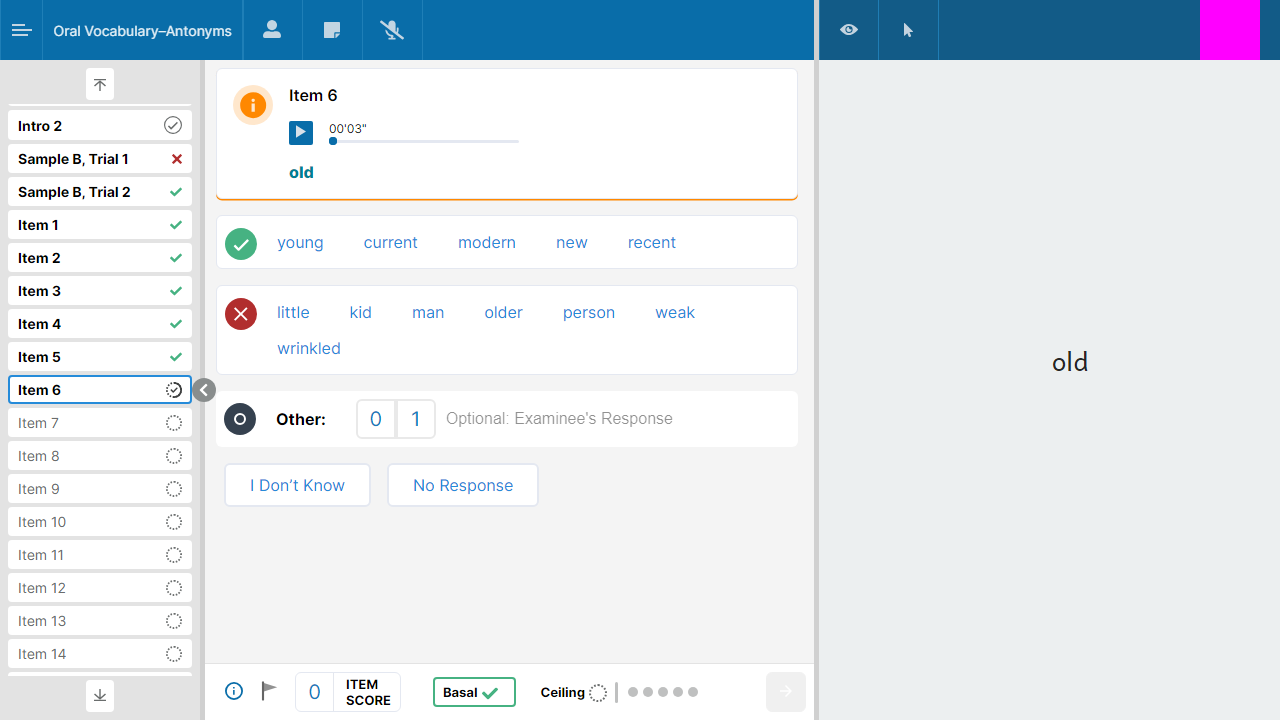 Oral Vocabulary–Antonyms
Intro 2
Sample B, Trial 1
Sample B, Trial 2
Item 1
Item 2
Item 3
Item 4
Item 5
Item 6
Item 7
Item 8
Item 9
Item 10
Item 11
Item 12
Item 13
Item 14
Item 6
00'03"
old
young current modern new recent
little kid man older person weak
wrinkled
Other: 0 1 Optional: Examinee's Response
I Don’t Know No Response
0 ITEM SCORE Basal Ceiling
old